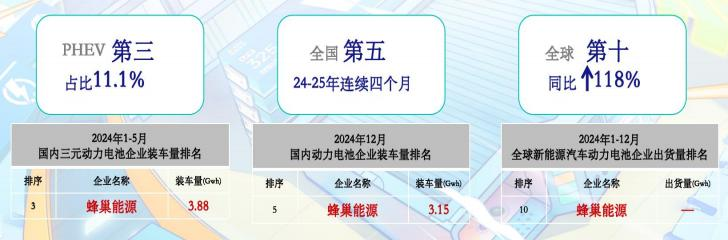 PHEV 第三
占比11.1%
全国 第五
24-25年连续四个月
全球 第十
同比↑118%
2024年1-5月
国内三元动力电池企业装车量排名
排序 企业名称 装车量(Gwh)
3 蜂巢能源 3.88
2024年12月
国内动力电池企业装车量排名
排序 企业名称 装车量(Gwh)
5 蜂巢能源 3.15
2024年1-12月
全球新能源汽车动力电池企业出货量排名
排序 企业名称 出货量(Gwh)
10 蜂巢能源 —